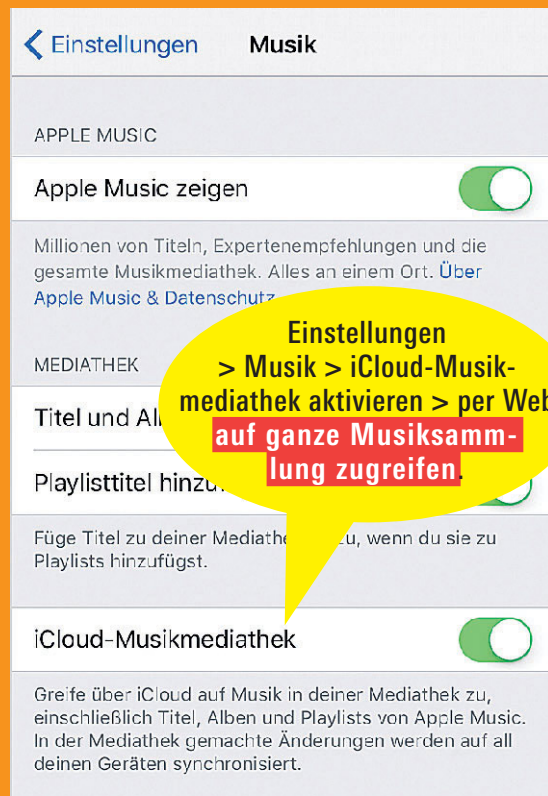 Einstellungen Musik
APPLE MUSIC
Apple Music zeigen
Millionen von Titeln, Expertenempfehlungen und die
gesamte Musikmediathek. Alles an einem Ort. Über
Apple Music & Datenschutz
MEDIATHEK
Titel und
Playlisttitel
Füge Titel zu deiner wenn du sie zu
Playlists hinzufügst.
Einstellungen
> Musik > iCloud-Musik-
mediathek aktivieren > per Web
auf ganze Musiksamm-
lung zugreifen.
iCloud-Musikmediathek
Greife über iCloud auf Musik in deiner Mediathek zu,
einschließlich Titel, Alben und Playlists von Apple Music.
In der Mediathek gemachte Änderungen werden auf all
deinen Geräten synchronisiert.